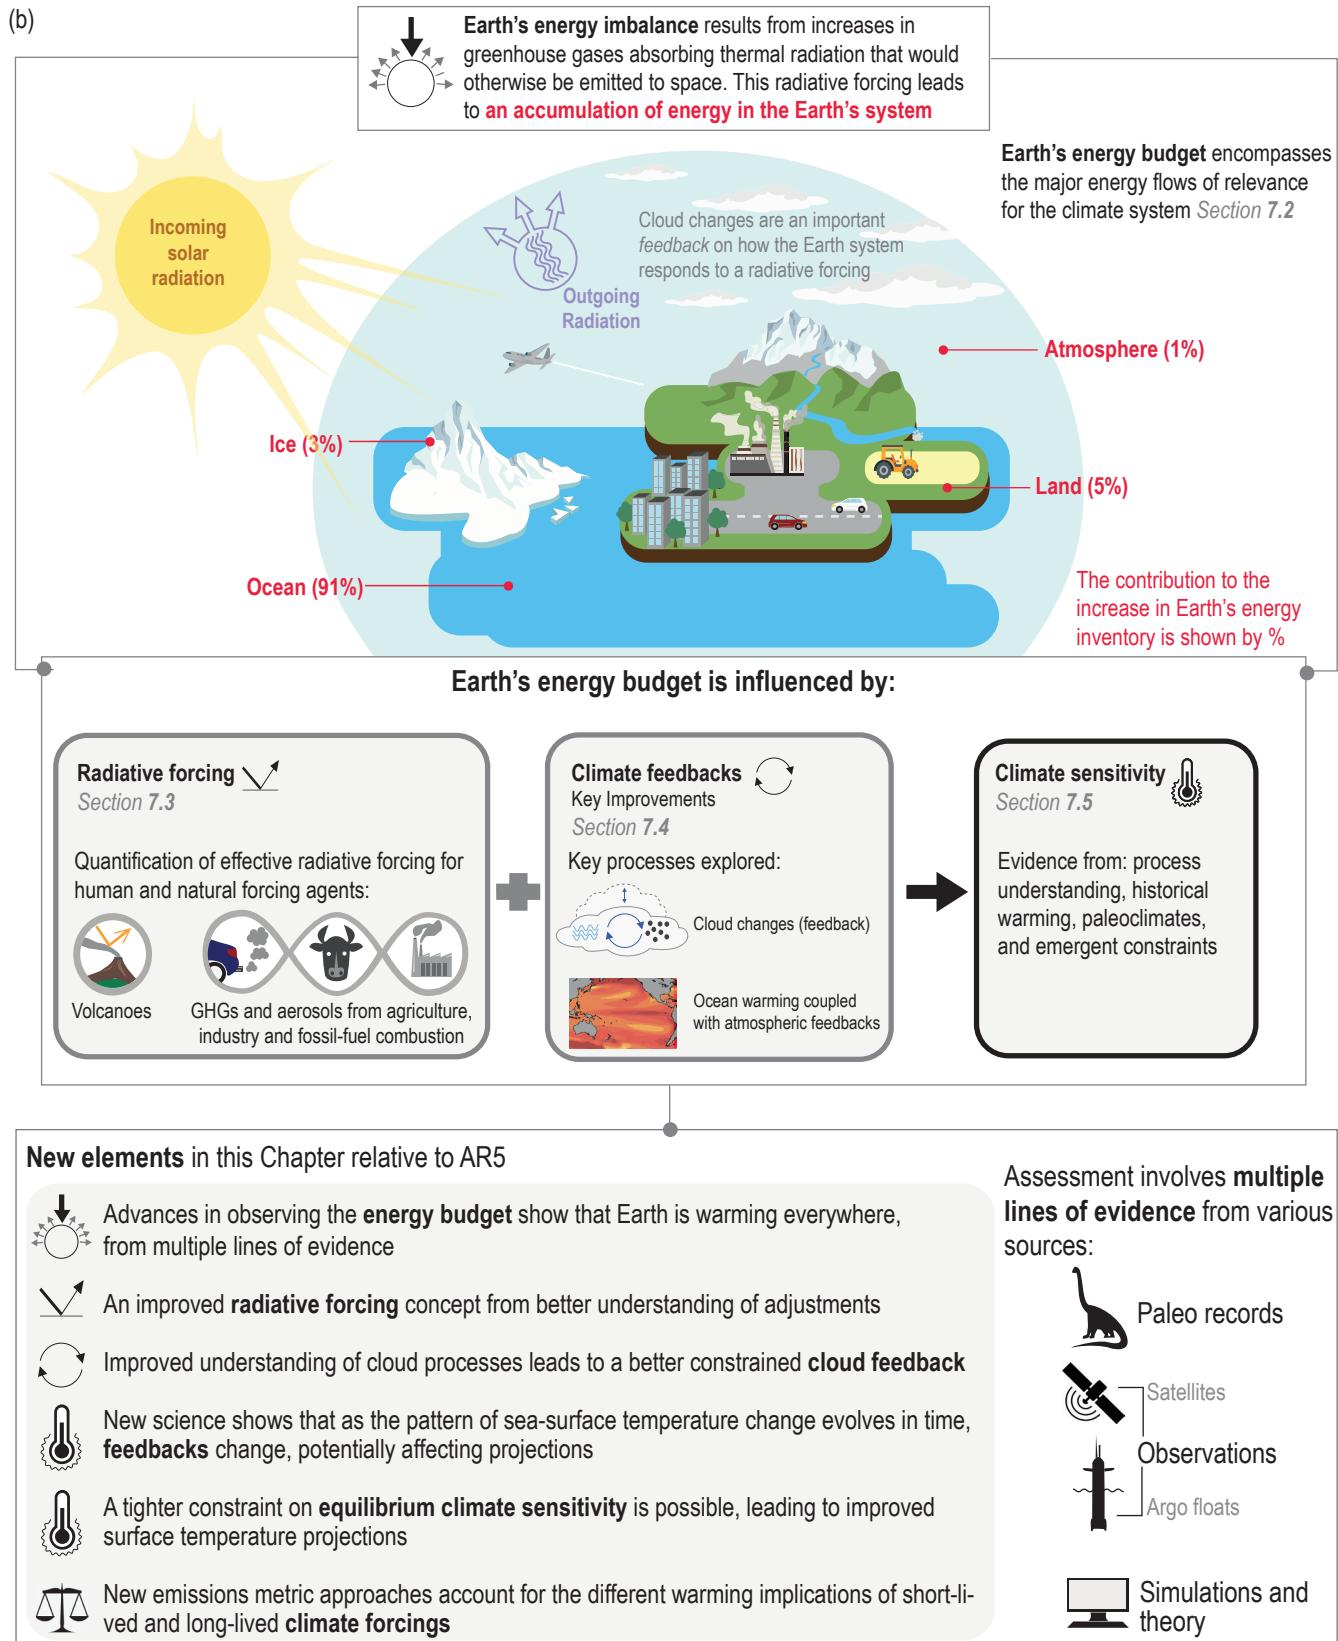 (b)
Earth's energy imbalance results from increases in
greenhouse gases absorbing thermal radiation that would
otherwise be emitted to space. This radiative forcing leads
to an accumulation of energy in the Earth's system
Earth's energy budget encompasses
the major energy flows of relevance
for the climate system Section 7.2
Incoming
solar
radiation
Cloud changes are an important
feedback on how the Earth system
responds to a radiative forcing
Outgoing
Radiation
Atmosphere (1%)
Ice (3%)
Land (5%)
Ocean (91%)
The contribution to the
increase in Earth's energy
inventory is shown by %
Earth's energy budget is influenced by:
Radiative forcing
Section 7.3
Quantification of effective radiative forcing for
human and natural forcing agents:
Volcanoes
GHGs and aerosols from agriculture,
industry and fossil-fuel combustion
Climate feedbacks
Key Improvements
Section 7.4
Key processes explored:
Cloud changes (feedback)
Ocean warming coupled
with atmospheric feedbacks
Climate sensitivity
Section 7.5
Evidence from: process
understanding, historical
warming, paleoclimates,
and emergent constraints
New elements in this Chapter relative to AR5
Advances in observing the energy budget show that Earth is warming everywhere,
from multiple lines of evidence
An improved radiative forcing concept from better understanding of adjustments
Improved understanding of cloud processes leads to a better constrained cloud feedback
New science shows that as the pattern of sea-surface temperature change evolves in time,
feedbacks change, potentially affecting projections
A tighter constraint on equilibrium climate sensitivity is possible, leading to improved
surface temperature projections
New emissions metric approaches account for the different warming implications of short-li-
ved and long-lived climate forcings
Assessment involves multiple
lines of evidence from various
sources:
Paleo records
Satellites
Observations
Argo floats
Simulations and
theory